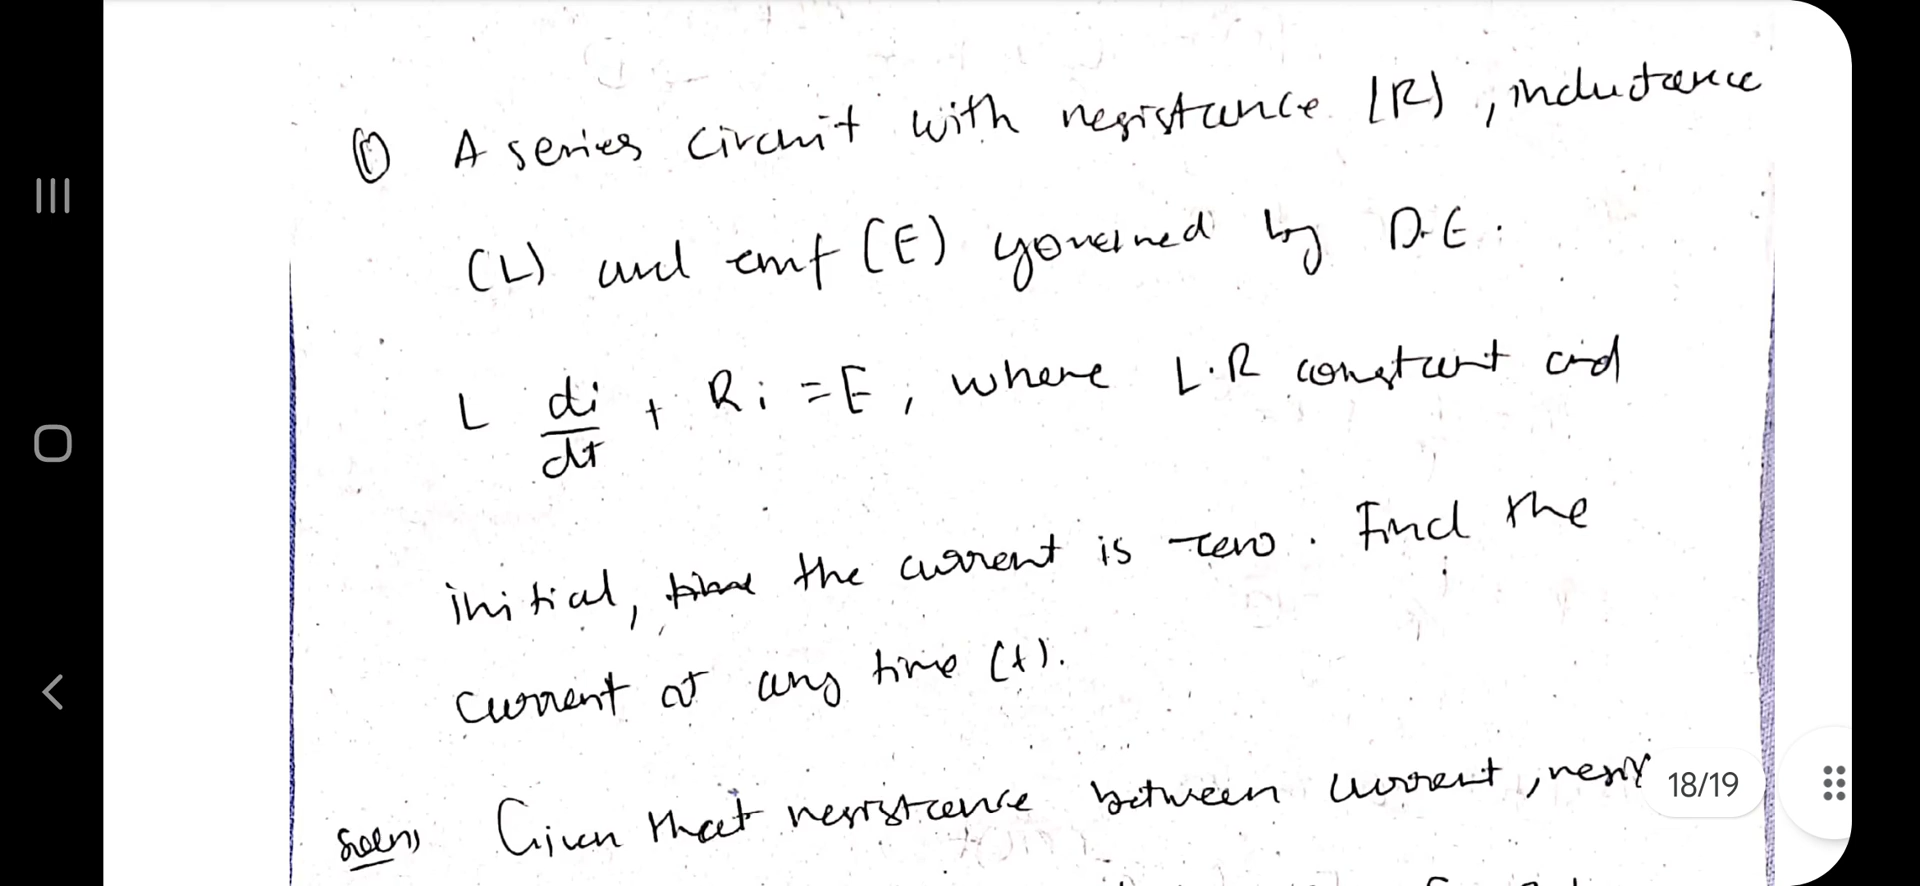 ① A series circuit with resistance (R), inductance
(L) and emf (E) governed by D.E.
L di/dt + Ri = E, where L.R constant and
initial, time the current is zero. Find the
current at any time (t).
Soln, Given that resistance between current,
18/19